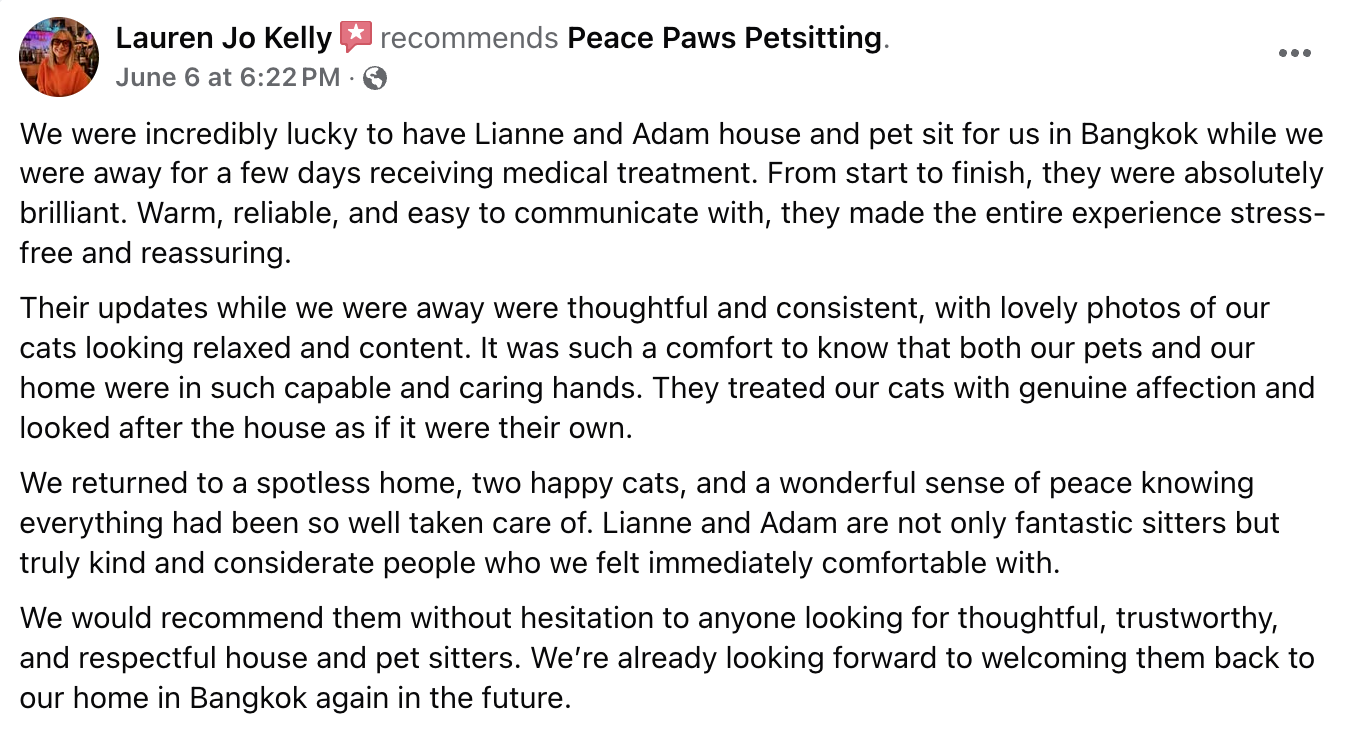 Lauren Jo Kelly recommends Peace Paws Petsitting.
June 6 at 6:22 PM ·
We were incredibly lucky to have Lianne and Adam house and pet sit for us in Bangkok while we
were away for a few days receiving medical treatment. From start to finish, they were absolutely
brilliant. Warm, reliable, and easy to communicate with, they made the entire experience stress-
free and reassuring.
Their updates while we were away were thoughtful and consistent, with lovely photos of our
cats looking relaxed and content. It was such a comfort to know that both our pets and our
home were in such capable and caring hands. They treated our cats with genuine affection and
looked after the house as if it were their own.
We returned to a spotless home, two happy cats, and a wonderful sense of peace knowing
everything had been so well taken care of. Lianne and Adam are not only fantastic sitters but
truly kind and considerate people who we felt immediately comfortable with.
We would recommend them without hesitation to anyone looking for thoughtful, trustworthy,
and respectful house and pet sitters. We’re already looking forward to welcoming them back to
our home in Bangkok again in the future.